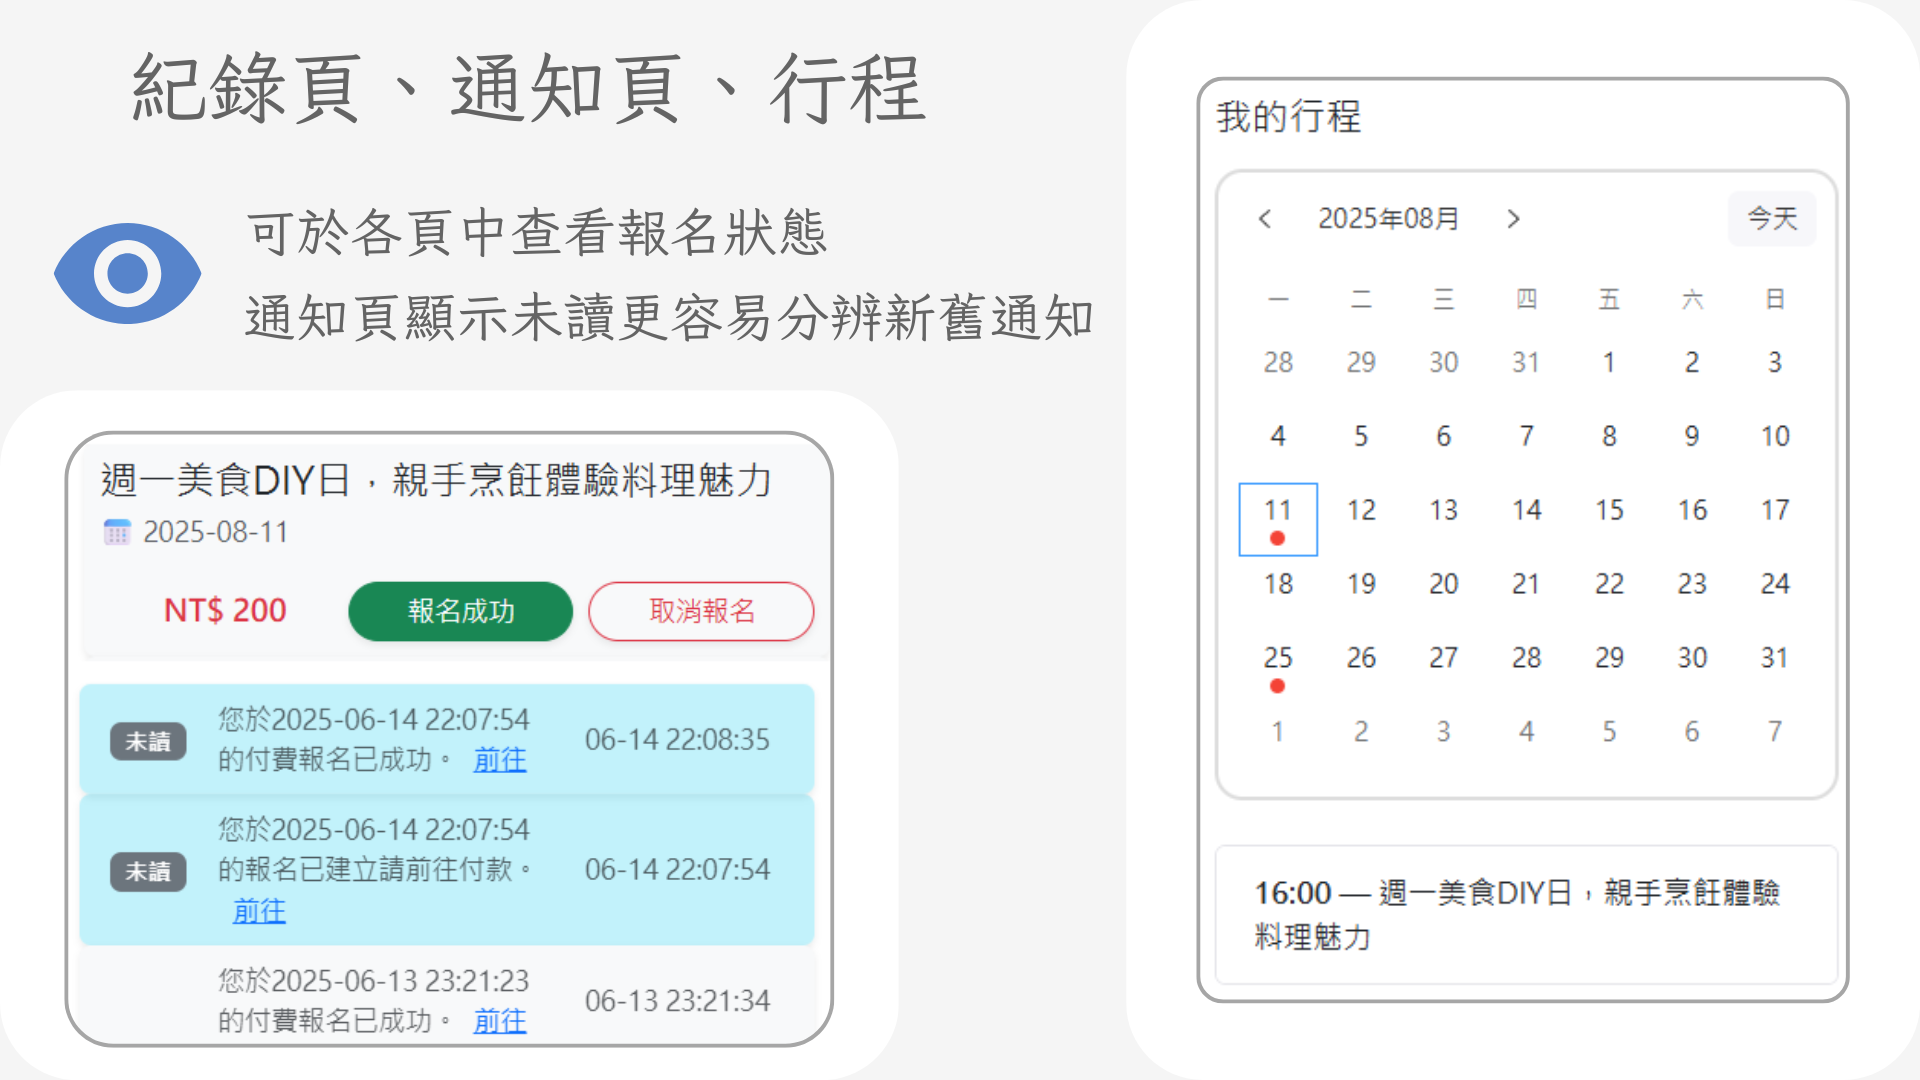 紀錄頁、通知頁、行程
可於各頁中查看報名狀態
通知頁顯示未讀更容易分辨新舊通知
週一美食DIY日，親手烹飪體驗料理魅力
2025-08-11
NT$ 200
報名成功
取消報名
未讀
您於2025-06-14 22:07:54
的付費報名已成功。 前往
06-14 22:08:35
未讀
您於2025-06-14 22:07:54
的報名已建立請前往付款。
前往
06-14 22:07:54
您於2025-06-13 23:21:23
的付費報名已成功。 前往
06-13 23:21:34
我的行程
< 2025年08月 > 今天
一 二 三 四 五 六 日
28 29 30 31 1 2 3
4 5 6 7 8 9 10
11 12 13 14 15 16 17
18 19 20 21 22 23 24
25 26 27 28 29 30 31
1 2 3 4 5 6 7
16:00 — 週一美食DIY日，親手烹飪體驗
料理魅力